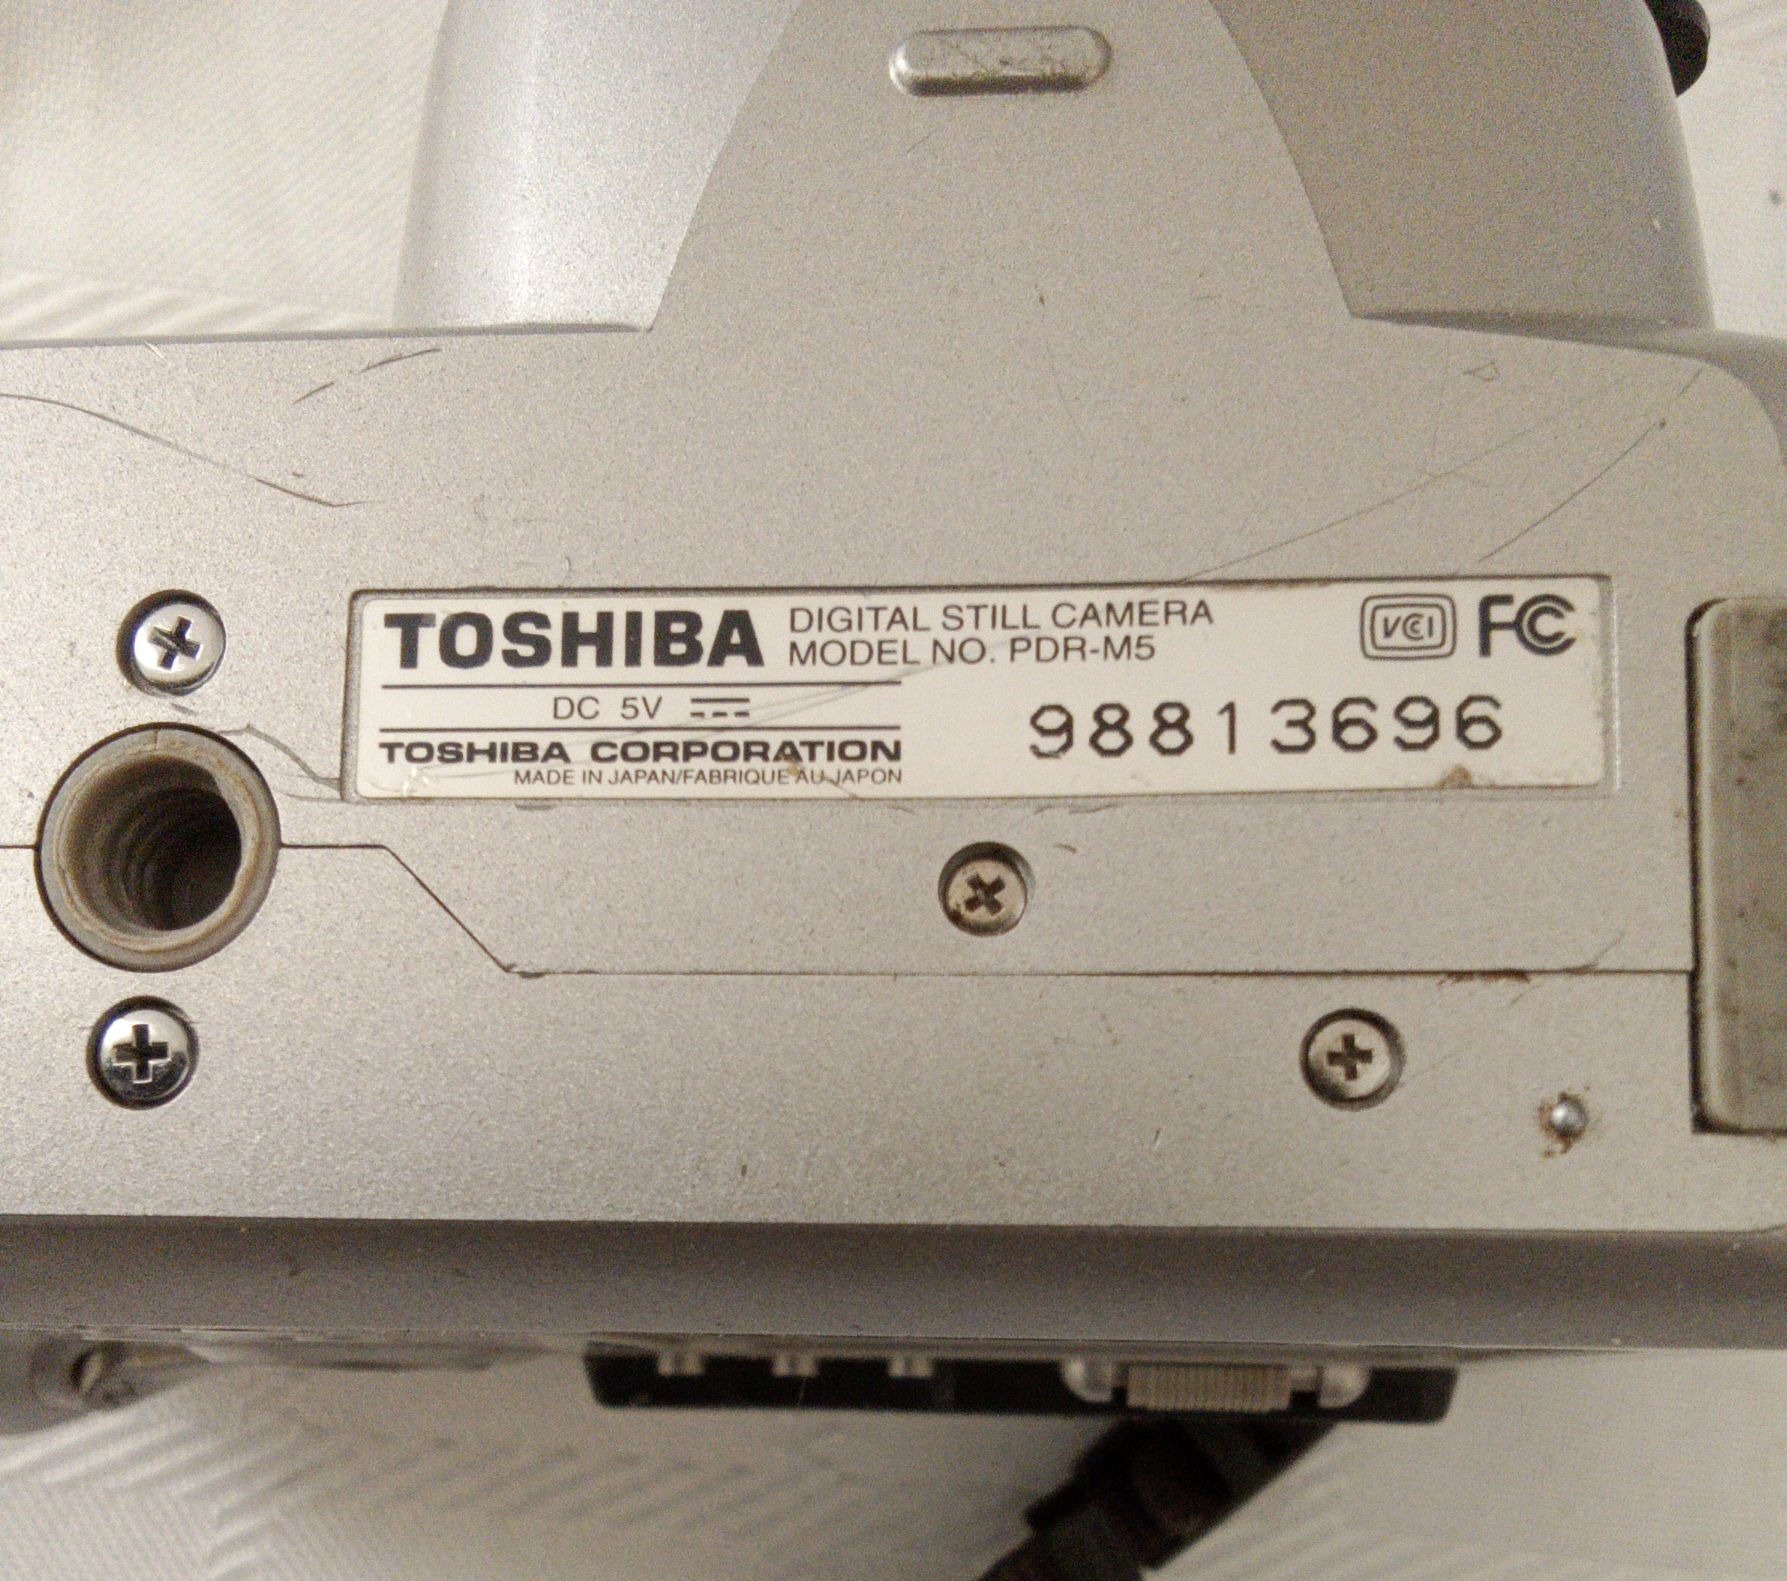 TOSHIBA
DIGITAL STILL CAMERA
MODEL NO. PDR-M5
VCI
FC
DC 5V
98813696
TOSHIBA CORPORATION
MADE IN JAPAN/FABRIQUE AU JAPON